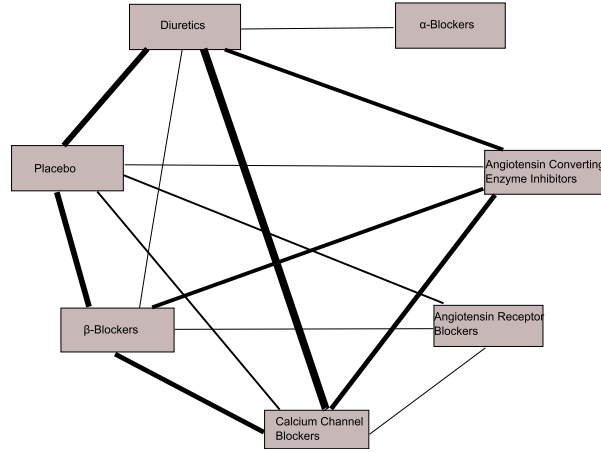 Diuretics
α-Blockers
Placebo
Angiotensin Converting
Enzyme Inhibitors
β-Blockers
Angiotensin Receptor
Blockers
Calcium Channel
Blockers